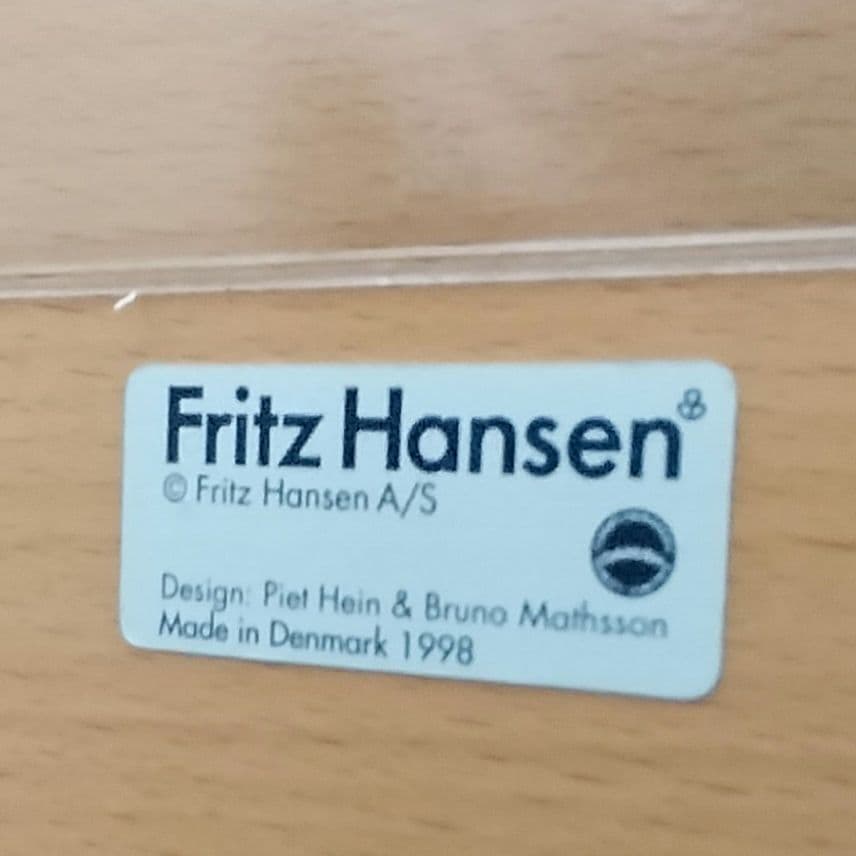 Fritz Hansen
© Fritz Hansen A/S
Design: Piet Hein & Bruno Mathsson
Made in Denmark 1998